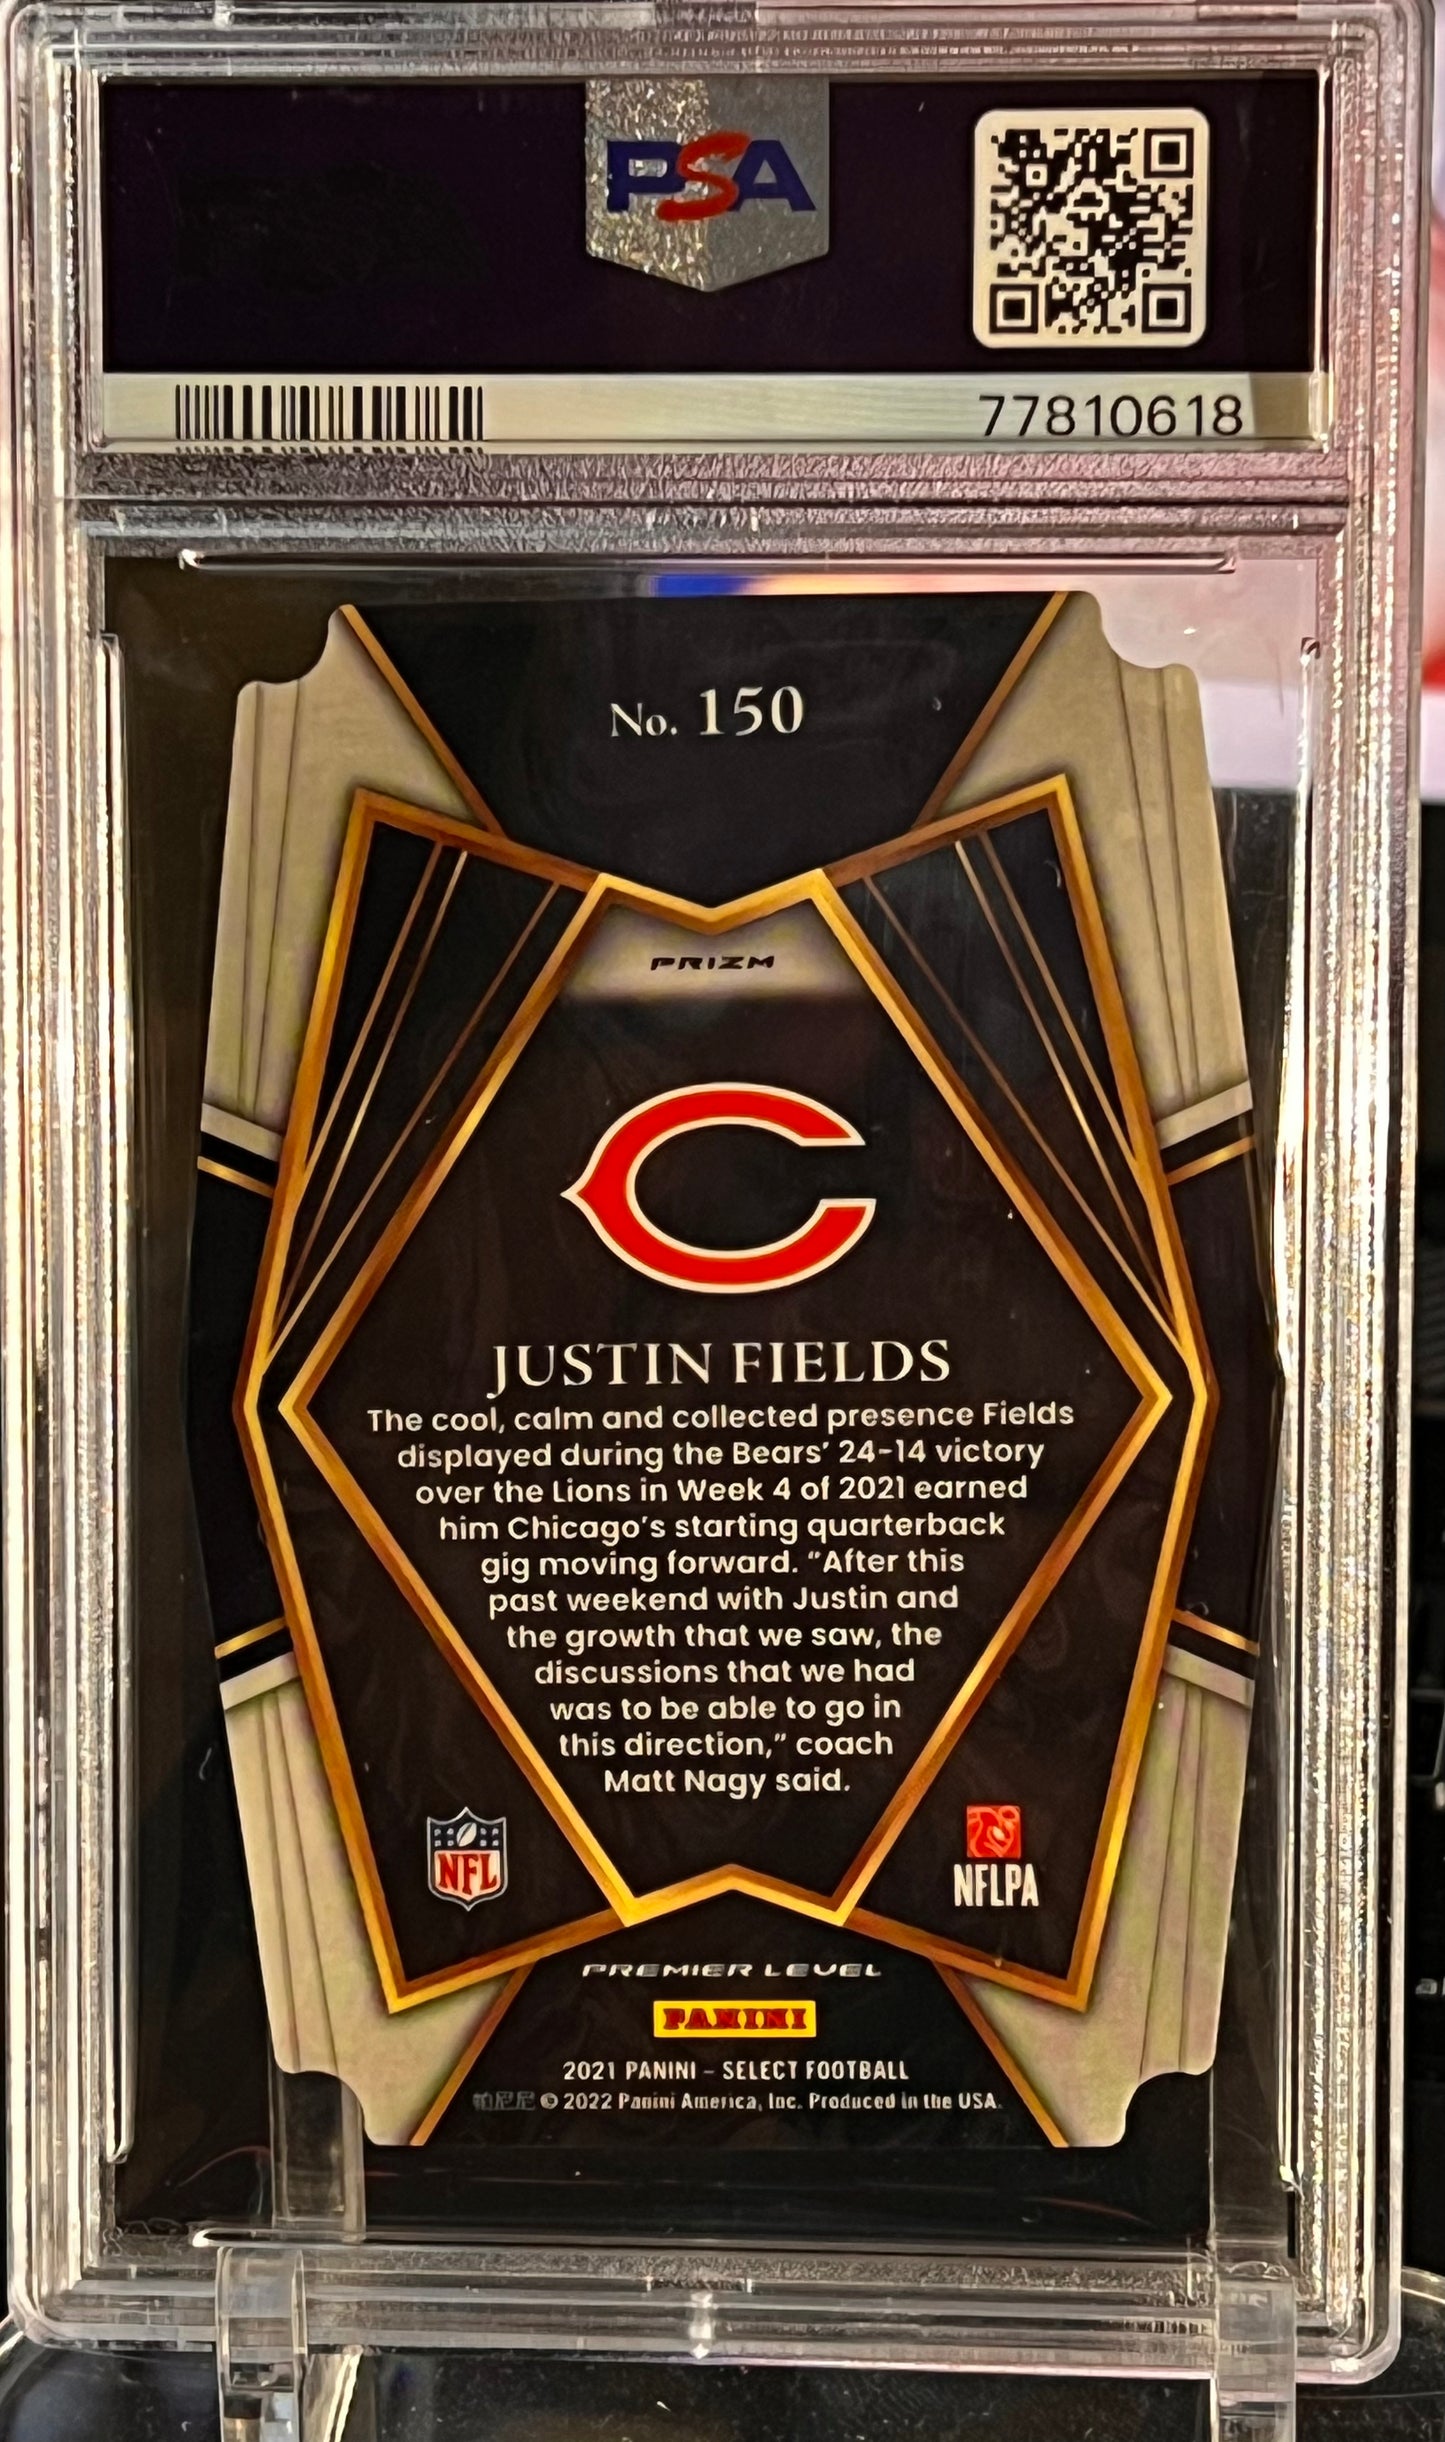 PSA
77810618
No. 150
PRIZM
JUSTIN FIELDS
The cool, calm and collected presence Fields
displayed during the Bears' 24-14 victory
over the Lions in Week 4 of 2021 earned
him Chicago's starting quarterback
gig moving forward. "After this
past weekend with Justin and
the growth that we saw, the
discussions that we had
was to be able to go in
this direction," coach
Matt Nagy said.
NFL
NFLPA
PREMIER LEVEL
PANINI
2021 PANINI - SELECT FOOTBALL
© 2022 Panini America, Inc. Produced in the USA.